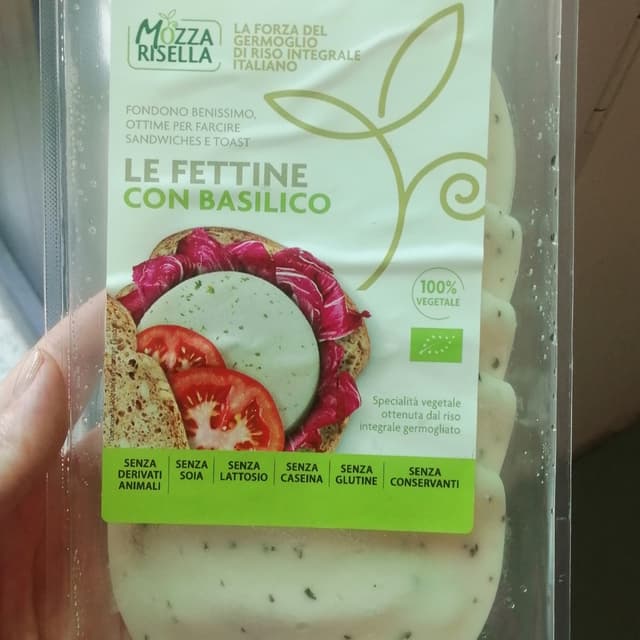 MOZZA
RISELLA
LA FORZA DEL
GERMOGLIO
DI RISO INTEGRALE
ITALIANO
FONDONO BENISSIMO,
OTTIME PER FARCIRE
SANDWICHES E TOAST
LE FETTINE
CON BASILICO
100%
VEGETALE
Specialità vegetale
ottenuta dal riso
integrale germogliato
SENZA
DERIVATI
ANIMALI
SENZA
SOIA
SENZA
LATTOSIO
SENZA
CASEINA
SENZA
GLUTINE
SENZA
CONSERVANTI